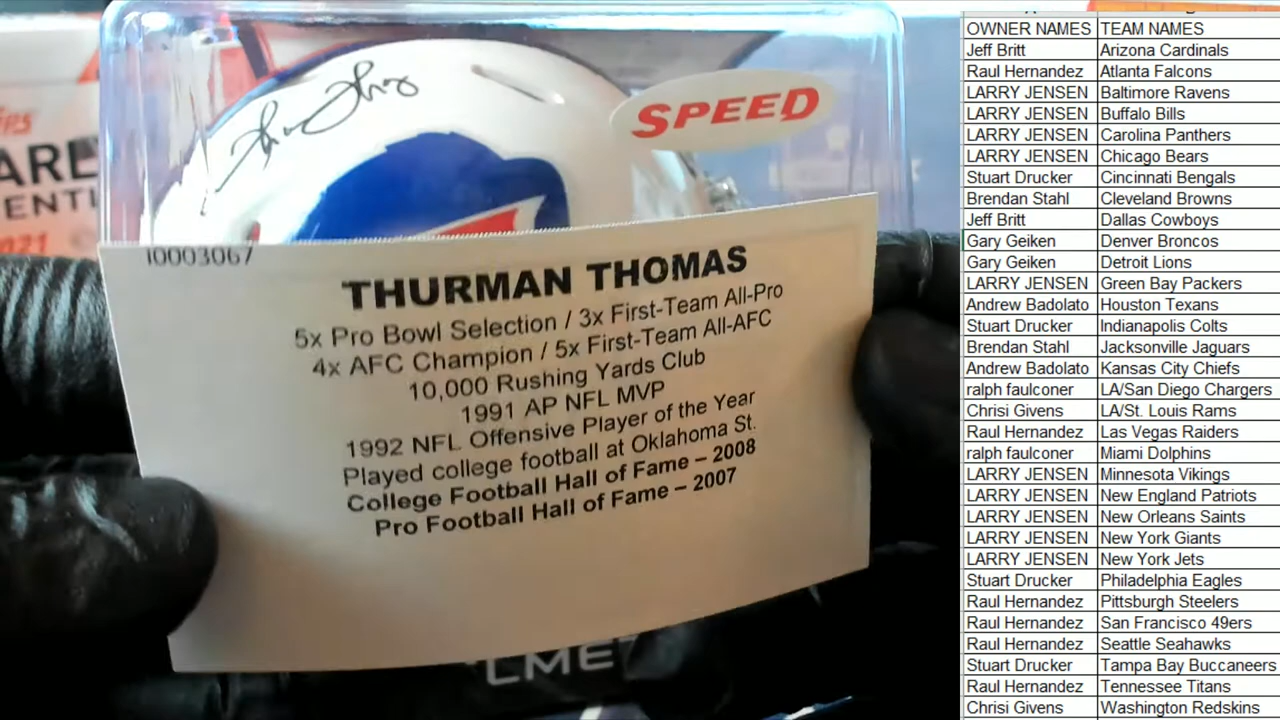 SPEED
ARL
ENTI
2021
10003067
THURMAN THOMAS
5x Pro Bowl Selection / 3x First-Team All-Pro
4x AFC Champion / 5x First-Team All-AFC
10,000 Rushing Yards Club
1991 AP NFL MVP
1992 NFL Offensive Player of the Year
Played college football at Oklahoma St.
College Football Hall of Fame – 2008
Pro Football Hall of Fame – 2007
LME
OWNER NAMES TEAM NAMES
Jeff Britt Arizona Cardinals
Raul Hernandez Atlanta Falcons
LARRY JENSEN Baltimore Ravens
LARRY JENSEN Buffalo Bills
LARRY JENSEN Carolina Panthers
LARRY JENSEN Chicago Bears
Stuart Drucker Cincinnati Bengals
Brendan Stahl Cleveland Browns
Jeff Britt Dallas Cowboys
Gary Geiken Denver Broncos
Gary Geiken Detroit Lions
LARRY JENSEN Green Bay Packers
Andrew Badolato Houston Texans
Stuart Drucker Indianapolis Colts
Brendan Stahl Jacksonville Jaguars
Andrew Badolato Kansas City Chiefs
ralph faulconer LA/San Diego Chargers
Chrisi Givens LA/St. Louis Rams
Raul Hernandez Las Vegas Raiders
ralph faulconer Miami Dolphins
LARRY JENSEN Minnesota Vikings
LARRY JENSEN New England Patriots
LARRY JENSEN New Orleans Saints
LARRY JENSEN New York Giants
LARRY JENSEN New York Jets
Stuart Drucker Philadelphia Eagles
Raul Hernandez Pittsburgh Steelers
Raul Hernandez San Francisco 49ers
Raul Hernandez Seattle Seahawks
Stuart Drucker Tampa Bay Buccaneers
Raul Hernandez Tennessee Titans
Chrisi Givens Washington Redskins